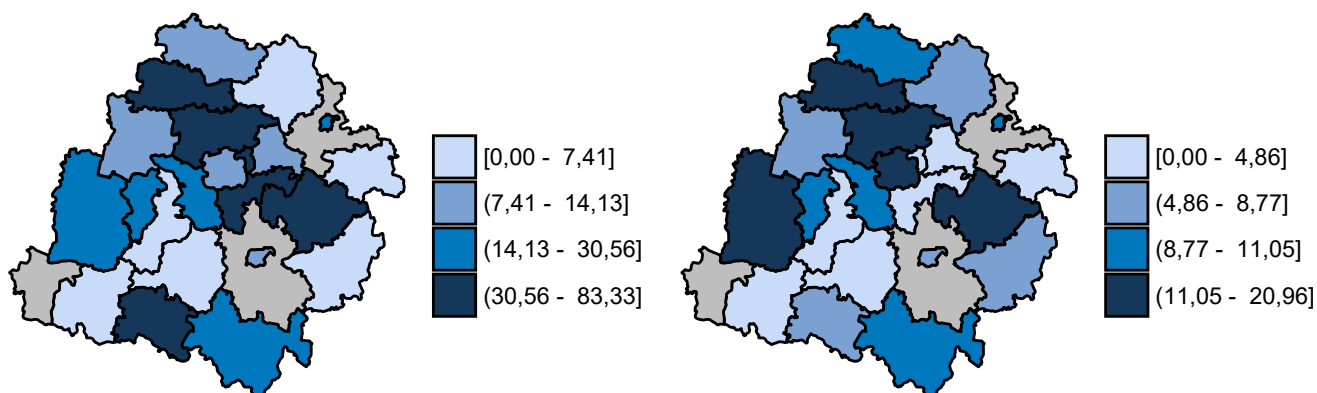 [0,00 - 7,41]
(7,41 - 14,13]
(14,13 - 30,56]
(30,56 - 83,33]
[0,00 - 4,86]
(4,86 - 8,77]
(8,77 - 11,05]
(11,05 - 20,96]